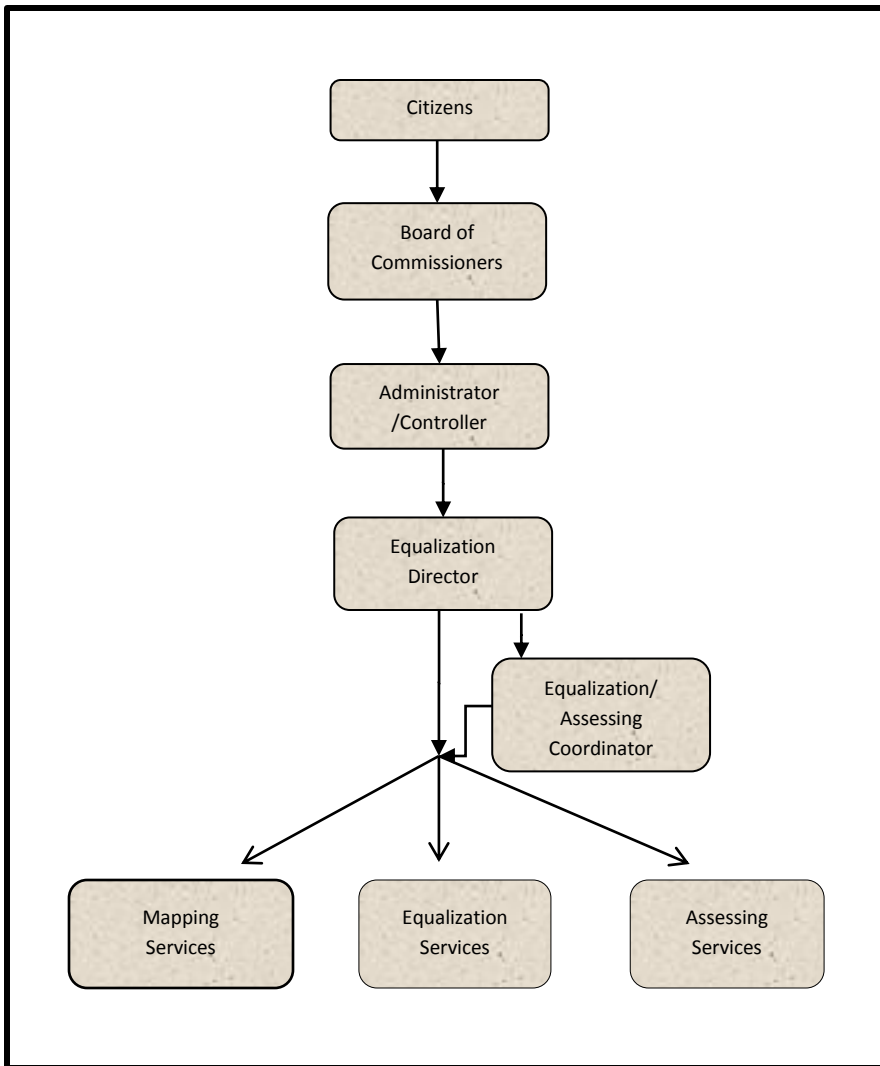 Citizens
Board of
Commissioners
Administrator
/Controller
Equalization
Director
Equalization/
Assessing
Coordinator
Mapping
Services
Equalization
Services
Assessing
Services